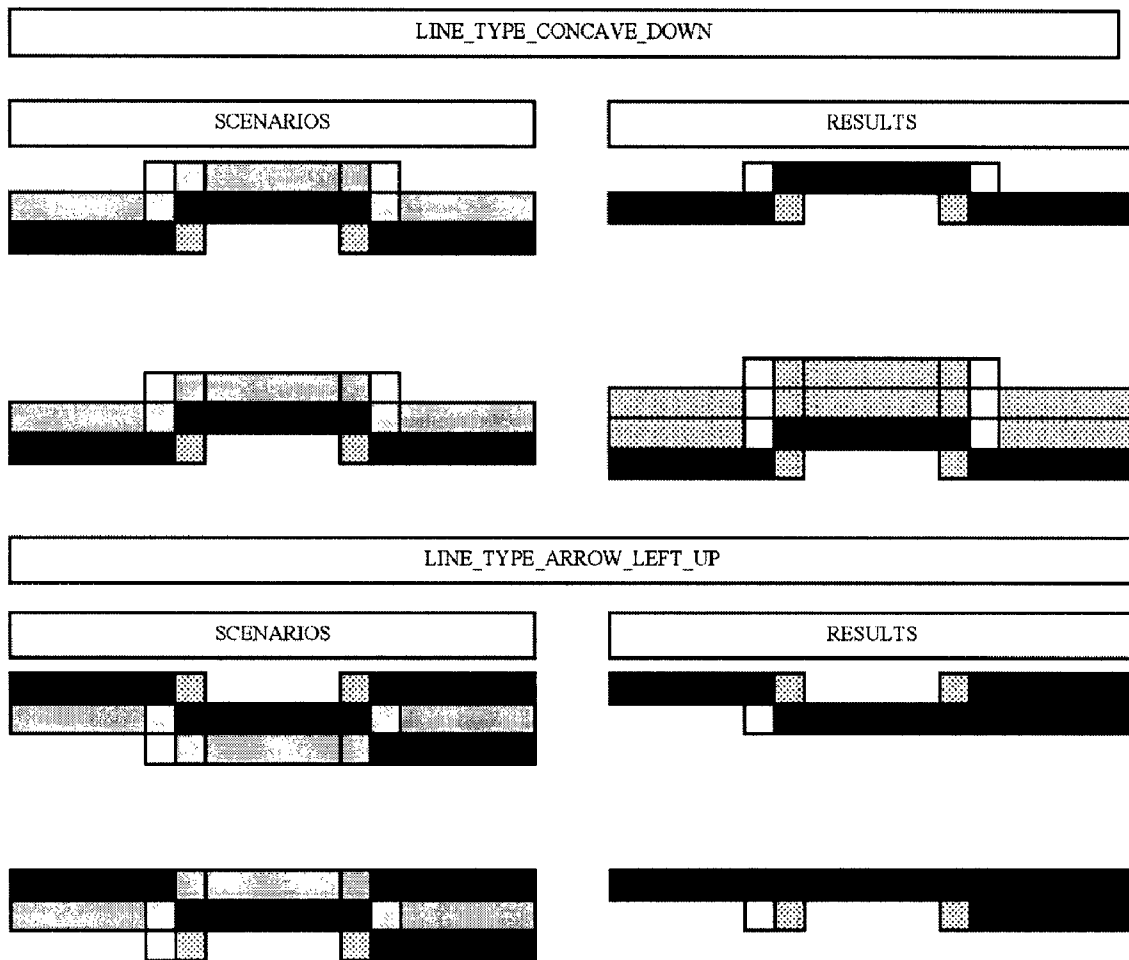 LINE_TYPE_CONCAVE_DOWN
SCENARIOS
RESULTS
LINE_TYPE_ARROW_LEFT_UP
SCENARIOS
RESULTS